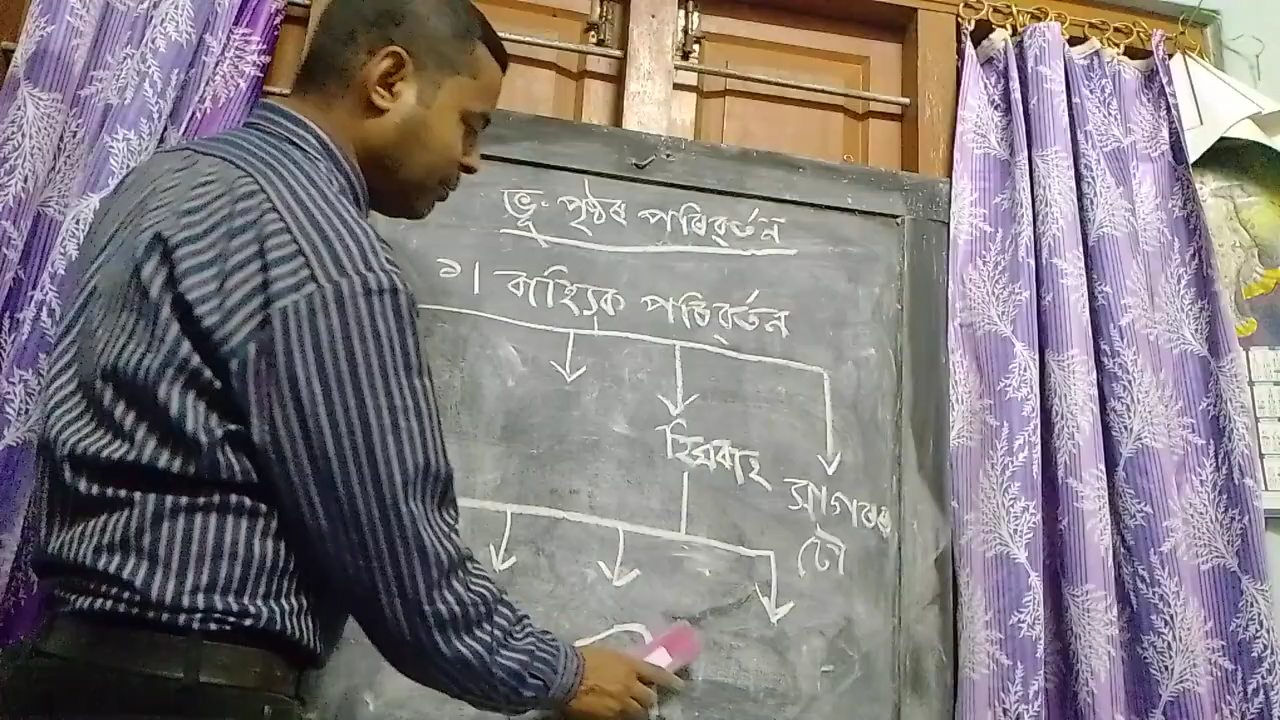 ভূ-পৃষ্ঠৰ পৰিৱৰ্তন
১। বাহ্যিক পৰিৱৰ্তন
হিমবাহ
সাগৰৰ
ঢৌ